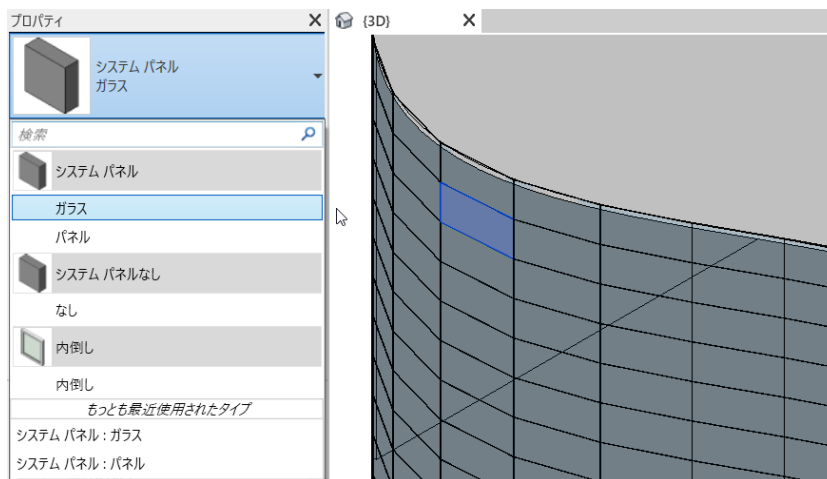 プロパティ
{3D}
システム パネル
ガラス
検索
システム パネル
ガラス
パネル
システム パネルなし
なし
内倒し
内倒し
もっとも最近使用されたタイプ
システム パネル : ガラス
システム パネル : パネル